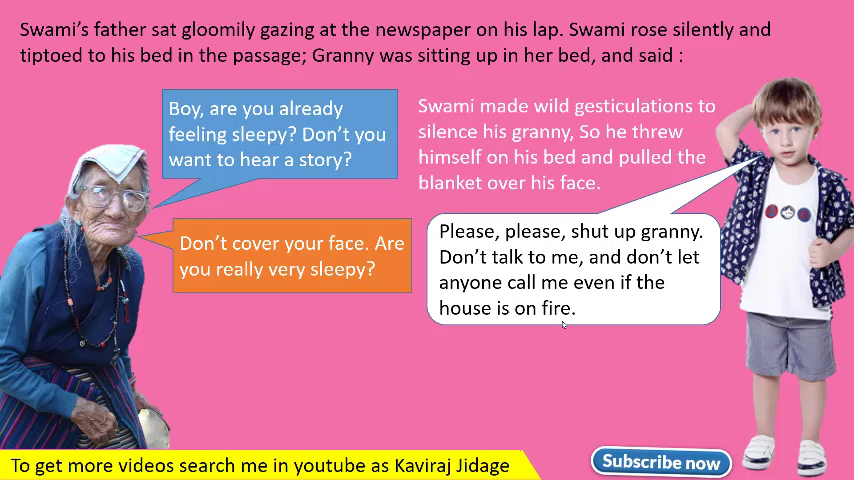 Swami's father sat gloomily gazing at the newspaper on his lap. Swami rose silently and
tiptoed to his bed in the passage; Granny was sitting up in her bed, and said :
Boy, are you already
feeling sleepy? Don't you
want to hear a story?
Swami made wild gesticulations to
silence his granny, So he threw
himself on his bed and pulled the
blanket over his face.
Don't cover your face. Are
you really very sleepy?
Please, please, shut up granny.
Don't talk to me, and don't let
anyone call me even if the
house is on fire.
To get more videos search me in youtube as Kaviraj Jidage
Subscribe now